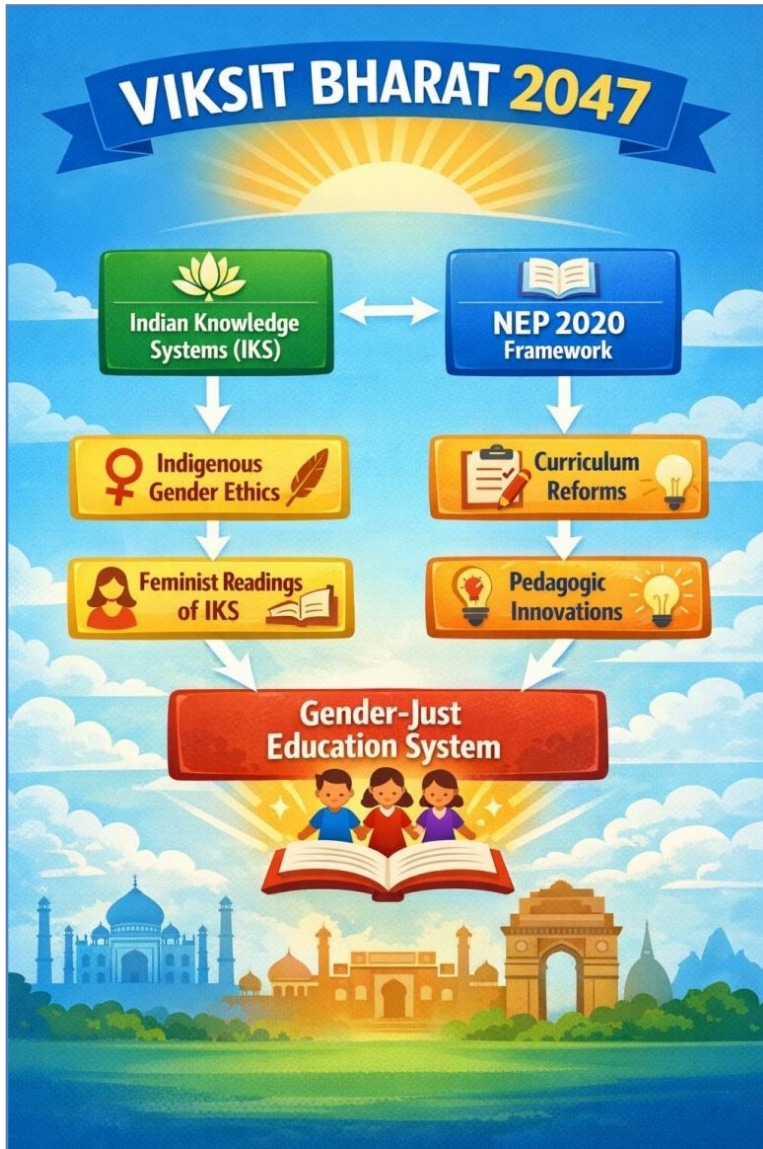 VIKSIT BHARAT 2047
Indian Knowledge
Systems (IKS)
NEP 2020
Framework
Indigenous
Gender Ethics
Curriculum
Reforms
Feminist Readings
of IKS
Pedagogic
Innovations
Gender-Just
Education System